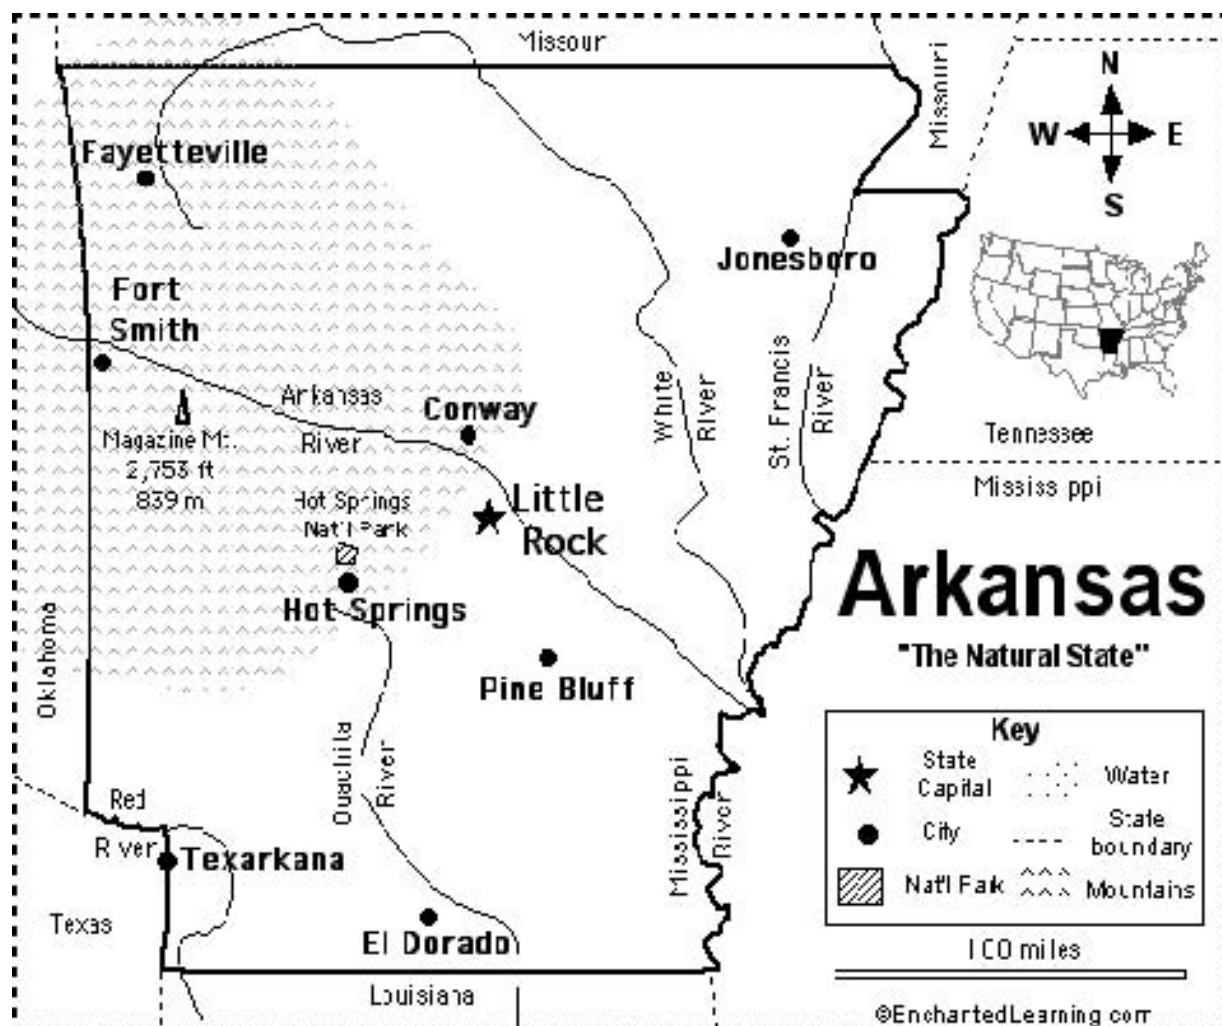 Missour
Missouri
N
W E
S
Fayetteville
Jonesboro
Fort
Smith
Arkansas
River
Conway
White
River
St. Francis
River
Magazine Mt.
2,753 ft
839 m
Hot Springs
Nat'l Park
Little
Rock
Tennessee
Mississippi
Hot Springs
Oklahoma
Pine Bluff
Arkansas
"The Natural State"
Ouachita
River
Mississippi
River
Red
River
Texarkana
Texas
El Dorado
Louisiana
Key
State
Capital
Water
City
State
boundary
Nat'l Park
Mountains
100 miles
©EnchantedLearning.com